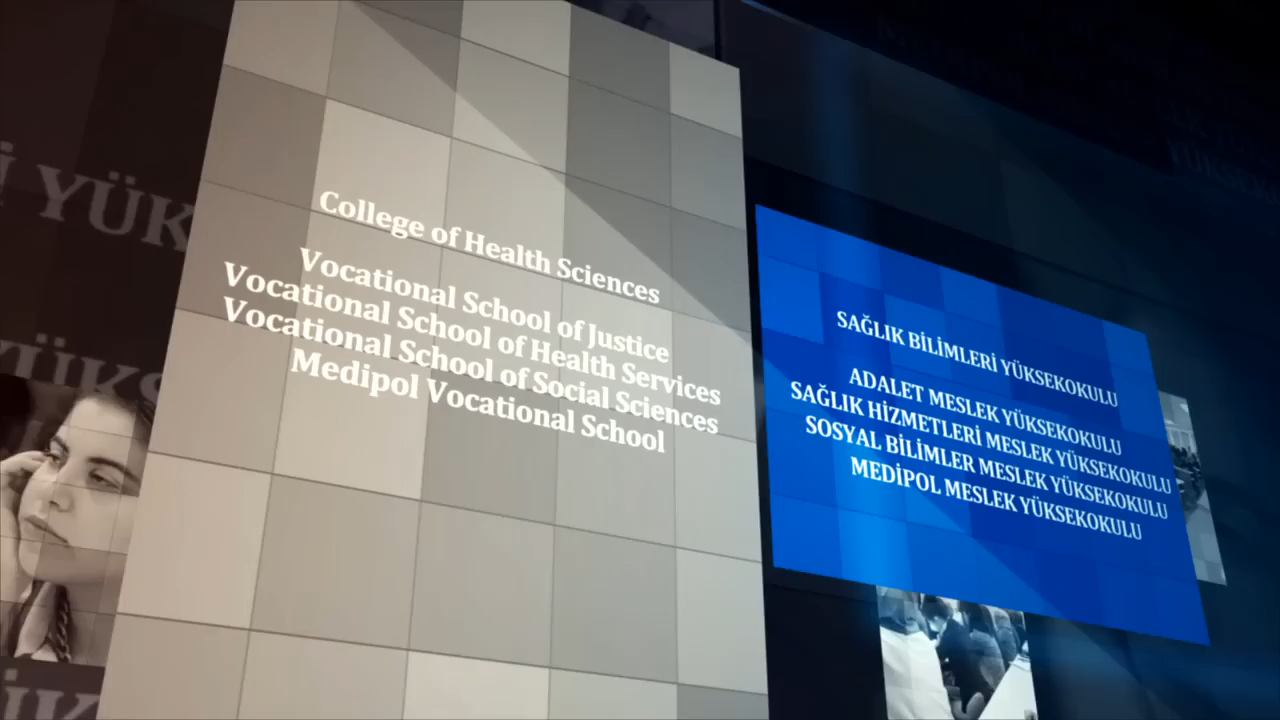 College of Health Sciences
Vocational School of Justice
Vocational School of Health Services
Vocational School of Social Sciences
Medipol Vocational School
SAĞLIK BİLİMLERİ YÜKSEKOKULU
ADALET MESLEK YÜKSEKOKULU
SAĞLIK HİZMETLERİ MESLEK YÜKSEKOKULU
SOSYAL BİLİMLER MESLEK YÜKSEKOKULU
MEDİPOL MESLEK YÜKSEKOKULU